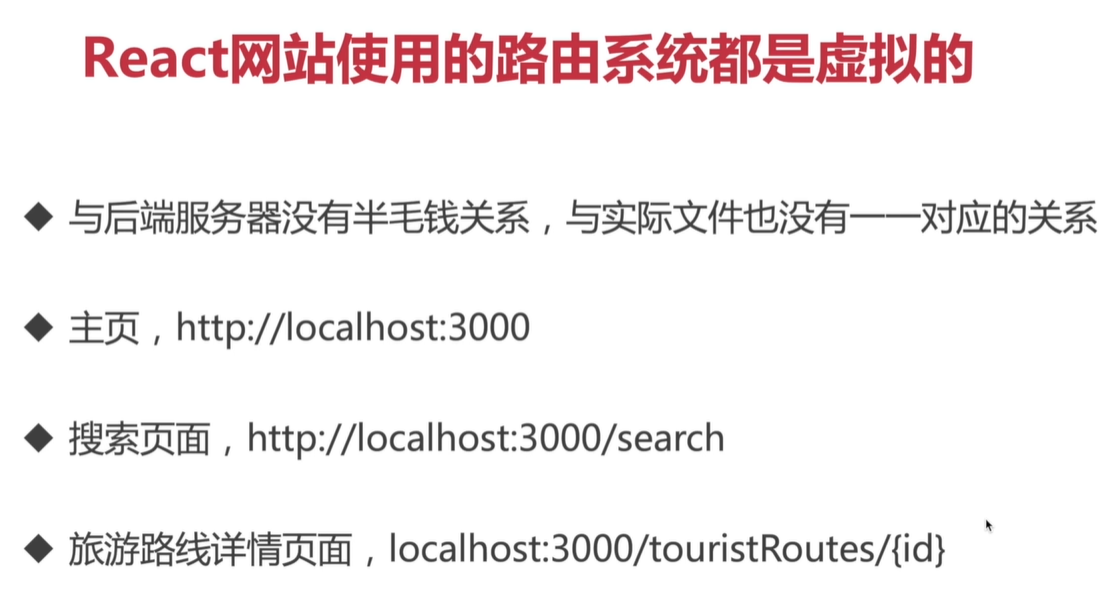 React网站使用的路由系统都是虚拟的
◆ 与后端服务器没有半毛钱关系，与实际文件也没有一一对应的关系
◆ 主页，http://localhost:3000
◆ 搜索页面，http://localhost:3000/search
◆ 旅游路线详情页面，localhost:3000/touristRoutes/{id}